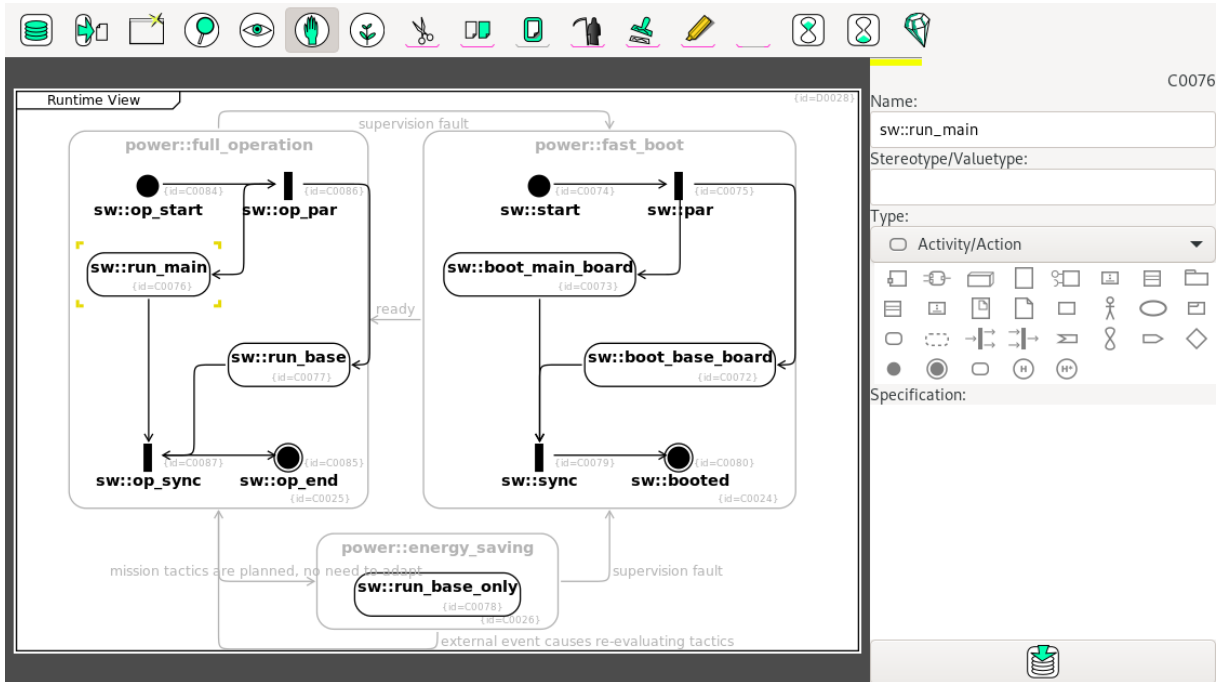 C0076
Runtime View
{id=D0028}
Name:
supervision fault
sw::run_main
power::full_operation
power::fast_boot
Stereotype/Valuetype:
{id=C0084}
{id=C0086}
{id=C0074}
{id=C0075}
sw::op_start
sw::op_par
sw::start
sw::par
Type:
Activity/Action
sw::run_main
{id=C0076}
sw::boot_main_board
{id=C0073}
ready
sw::run_base
{id=C0077}
sw::boot_base_board
{id=C0072}
H
H*
Specification:
{id=C0087}
{id=C0085}
{id=C0079}
{id=C0080}
sw::op_sync
sw::op_end
sw::sync
sw::booted
{id=C0025}
{id=C0024}
power::energy_saving
mission tactics are planned, no need to adapt
supervision fault
sw::run_base_only
{id=C0078}
{id=C0026}
external event causes re-evaluating tactics